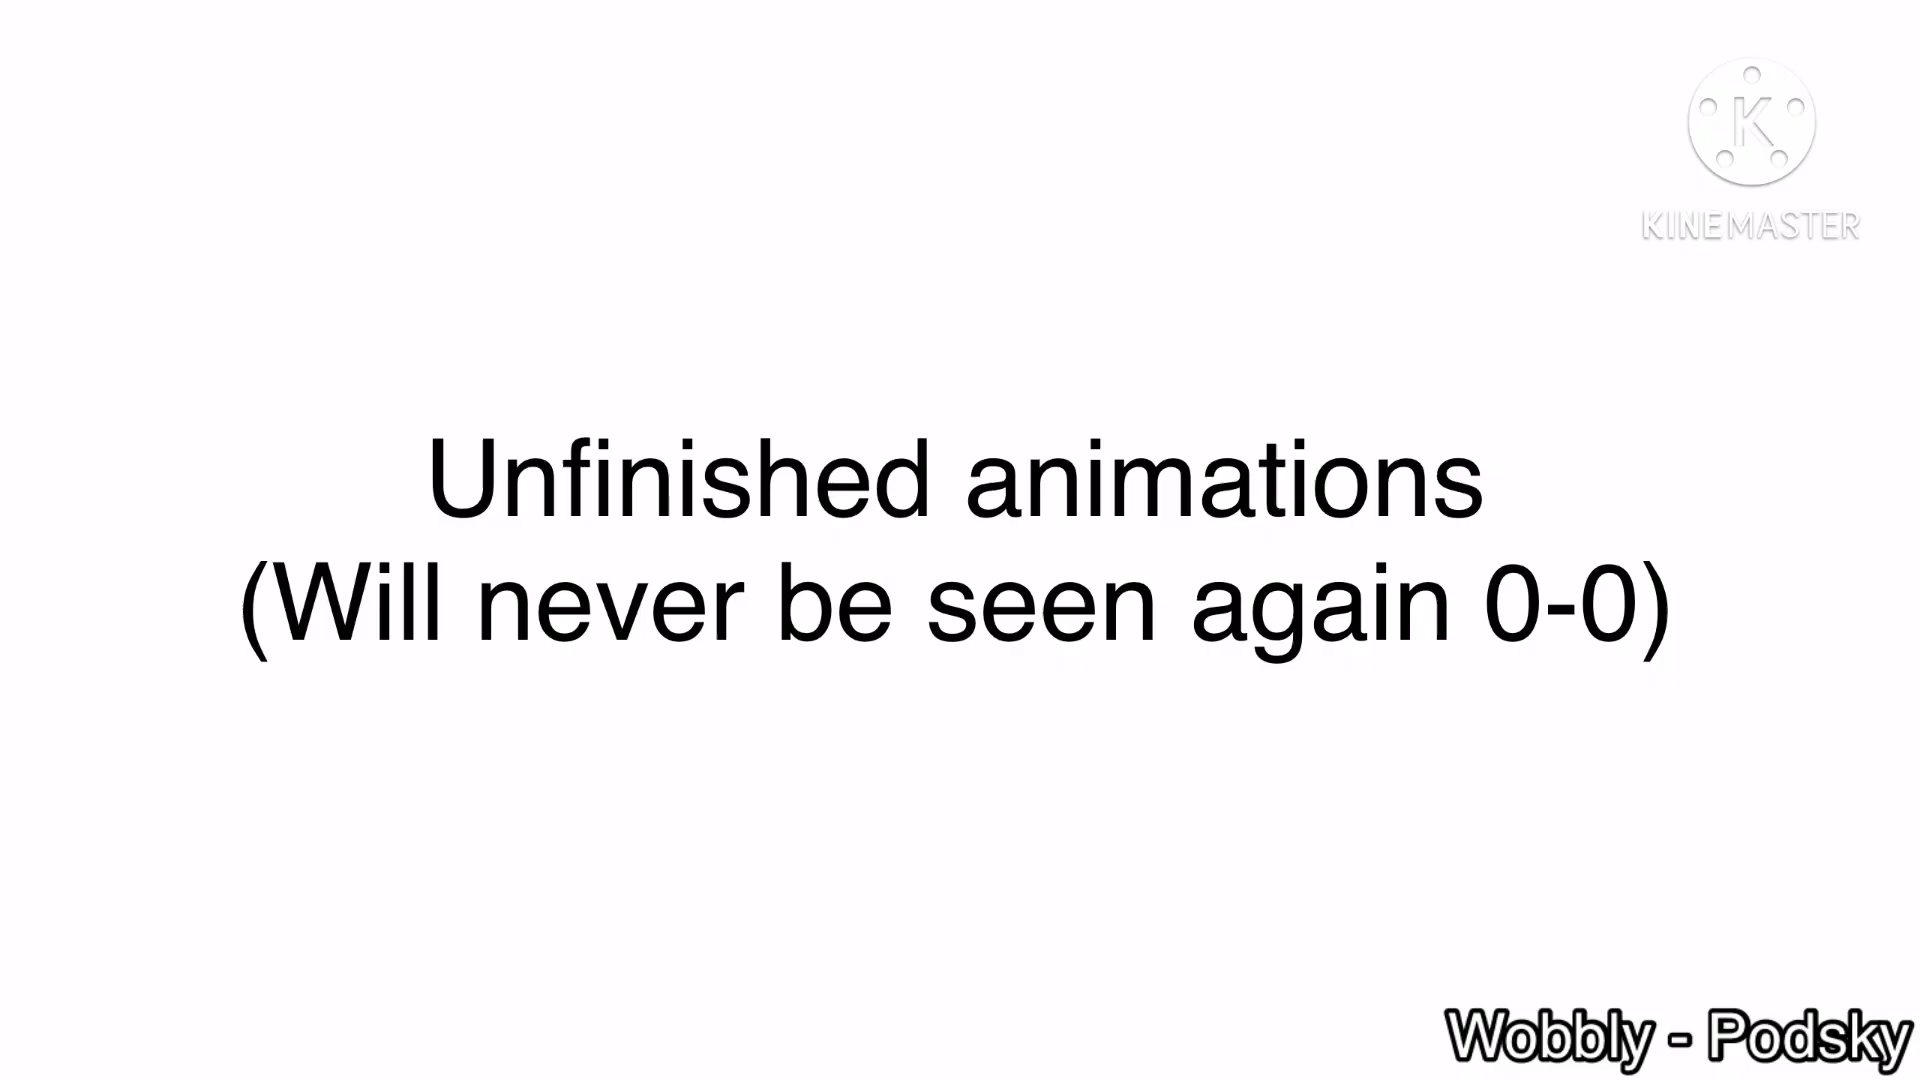 K
KINEMASTER
Unfinished animations
(Will never be seen again 0-0)
Wobbly - Podsky